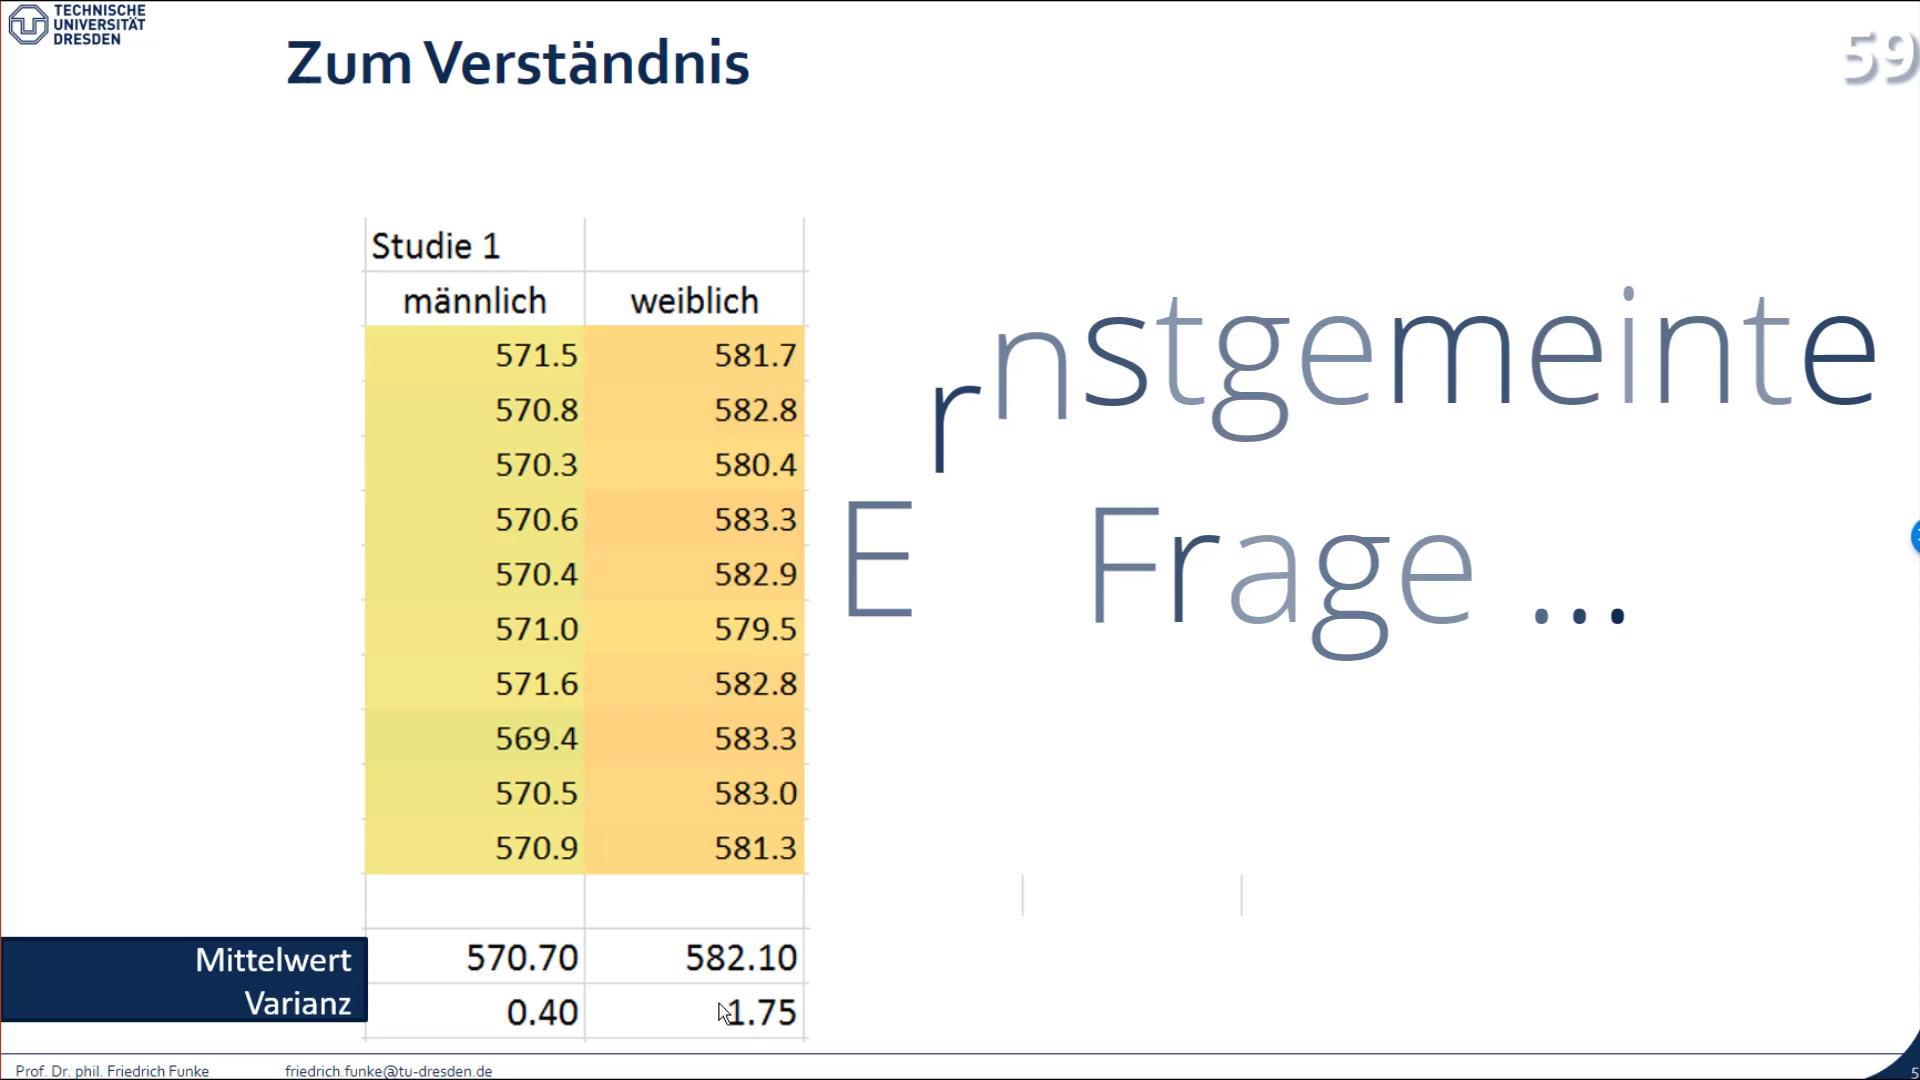 TECHNISCHE
UNIVERSITÄT
DRESDEN
Zum Verständnis
59
Studie 1
männlich weiblich
571.5 581.7
570.8 582.8
570.3 580.4
570.6 583.3
570.4 582.9
571.0 579.5
571.6 582.8
569.4 583.3
570.5 583.0
570.9 581.3
Mittelwert 570.70 582.10
Varianz 0.40 1.75
Ernstgemeinte
Frage ...
Prof. Dr. phil. Friedrich Funke friedrich.funke@tu-dresden.de